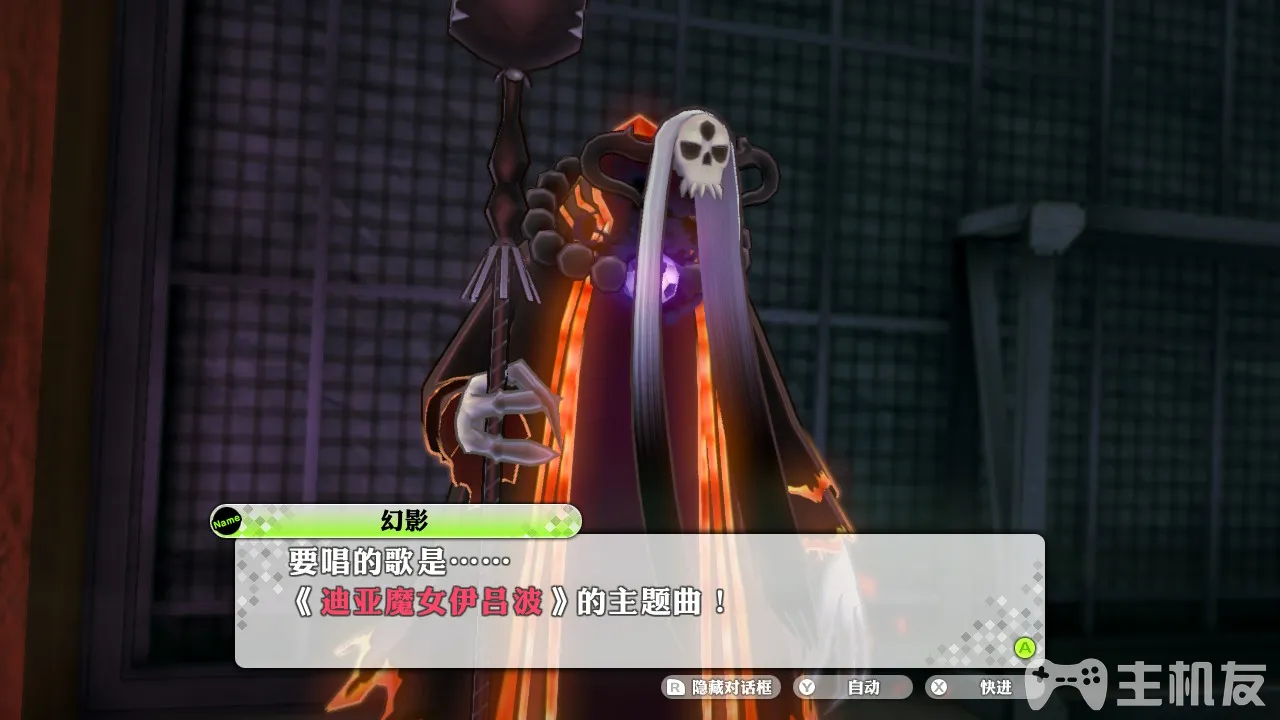 Name
幻影
要唱的歌是……
《迪亚魔女伊吕波》的主题曲！
A
R 隐藏对话框 Y 自动 X 快进
主机友